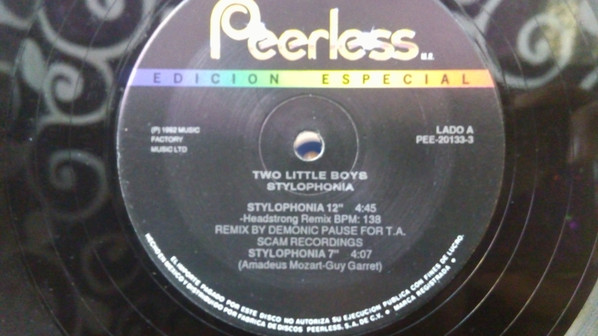 Peerless M.R.
EDICION ESPECIAL
(P) 1992 MUSIC
FACTORY
MUSIC LTD
LADO A
PEE-20133-3
TWO LITTLE BOYS
STYLOPHONIA
STYLOPHONIA 12" 4:45
-Headstrong Remix BPM: 138
REMIX BY DEMONIC PAUSE FOR T.A.
SCAM RECORDINGS
STYLOPHONIA 7" 4:07
(Amadeus Mozart-Guy Garret)
EL IMPORTE PAGADO POR ESTE DISCO NO AUTORIZA SU EJECUCION PUBLICA CON FINES DE LUCRO.
HECHO EN MEXICO Y DISTRIBUIDO POR FABRICA DE DISCOS PEERLESS, S.A. DE C.V. • MARCA REGISTRADA ®